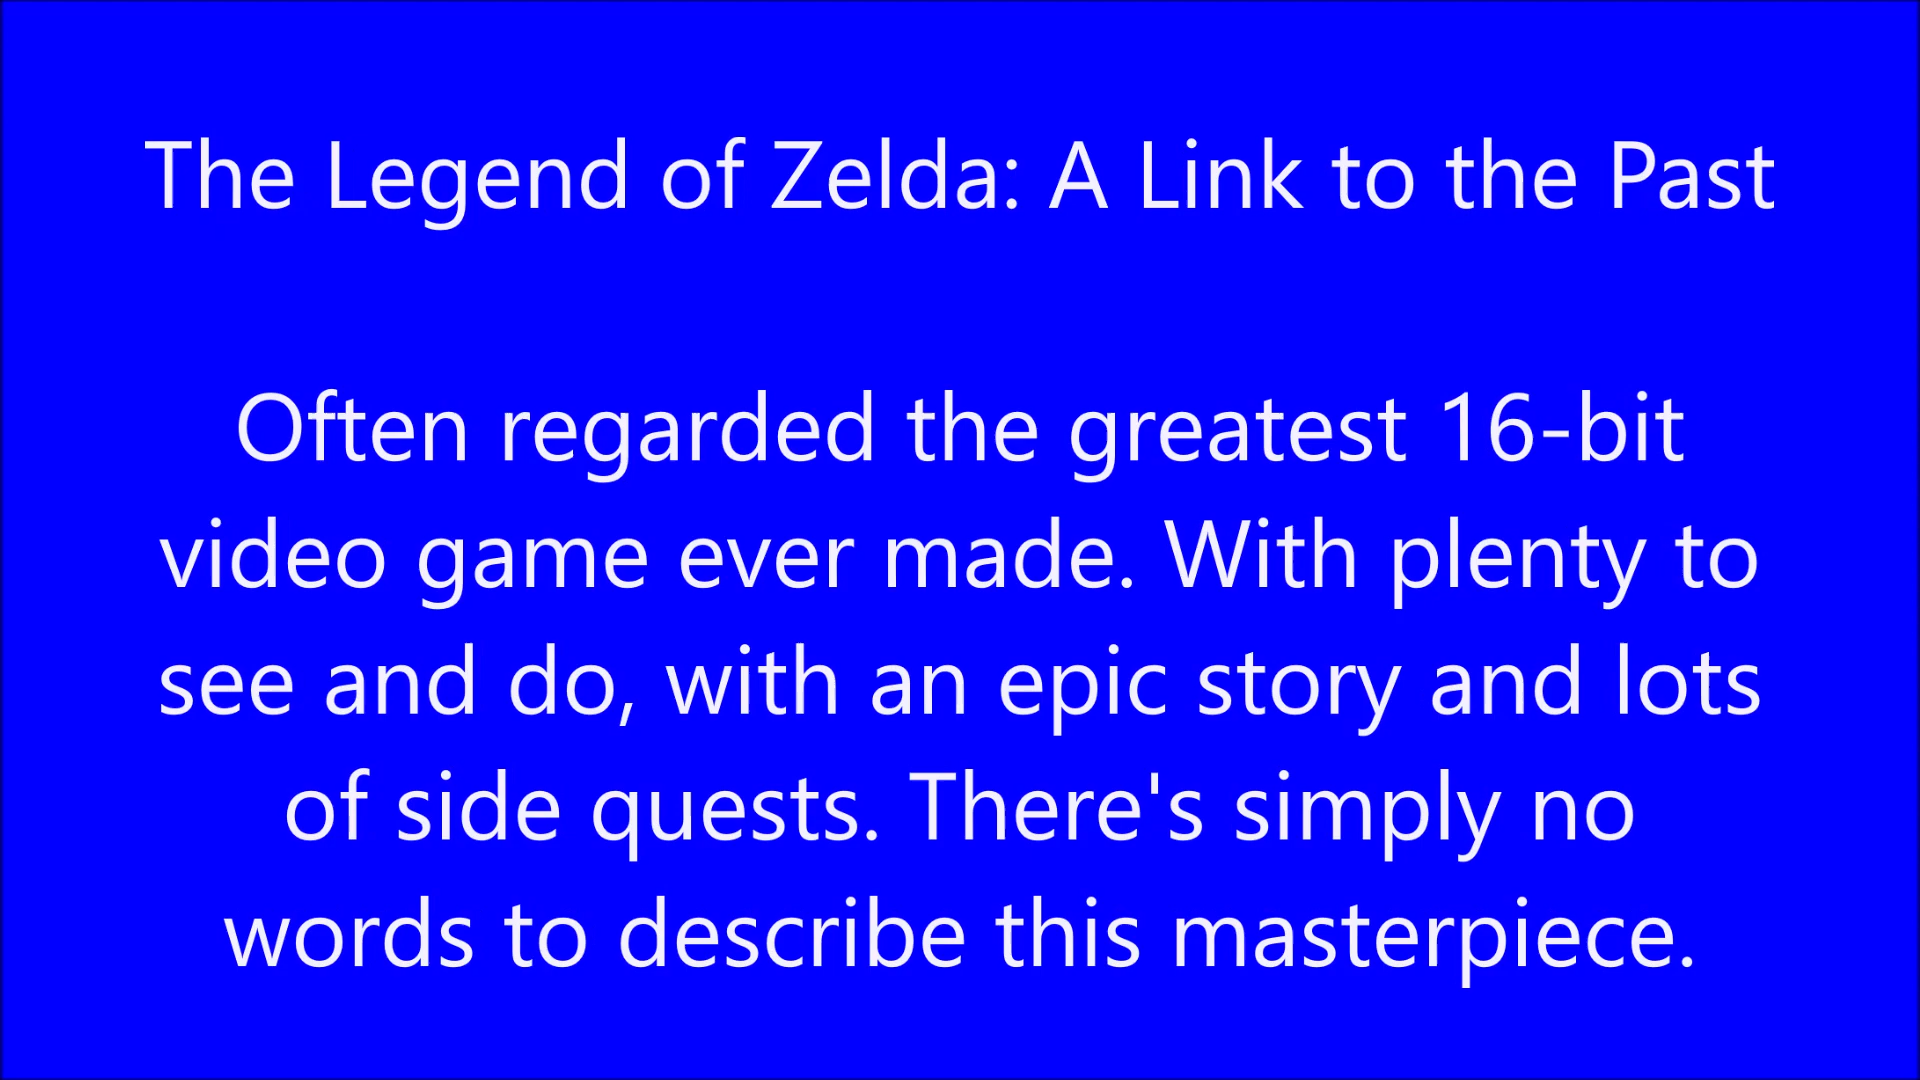 The Legend of Zelda: A Link to the Past
Often regarded the greatest 16-bit
video game ever made. With plenty to
see and do, with an epic story and lots
of side quests. There's simply no
words to describe this masterpiece.